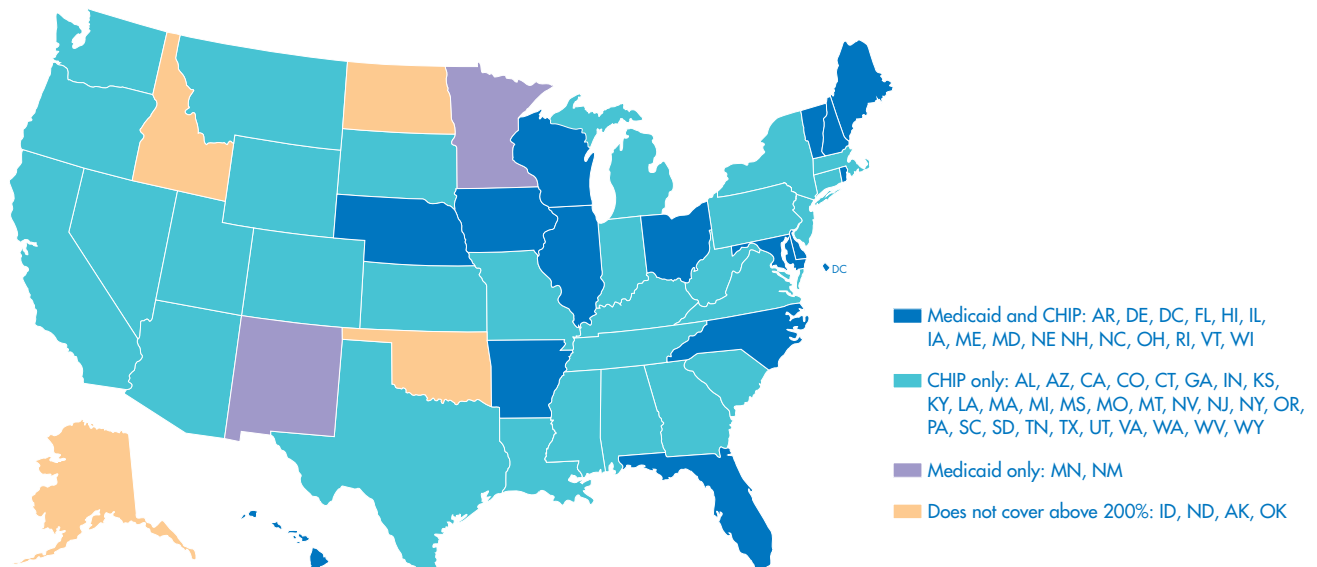 DC
Medicaid and CHIP: AR, DE, DC, FL, HI, IL,
IA, ME, MD, NE NH, NC, OH, RI, VT, WI
CHIP only: AL, AZ, CA, CO, CT, GA, IN, KS,
KY, LA, MA, MI, MS, MO, MT, NV, NJ, NY, OR,
PA, SC, SD, TN, TX, UT, VA, WA, WV, WY
Medicaid only: MN, NM
Does not cover above 200%: ID, ND, AK, OK